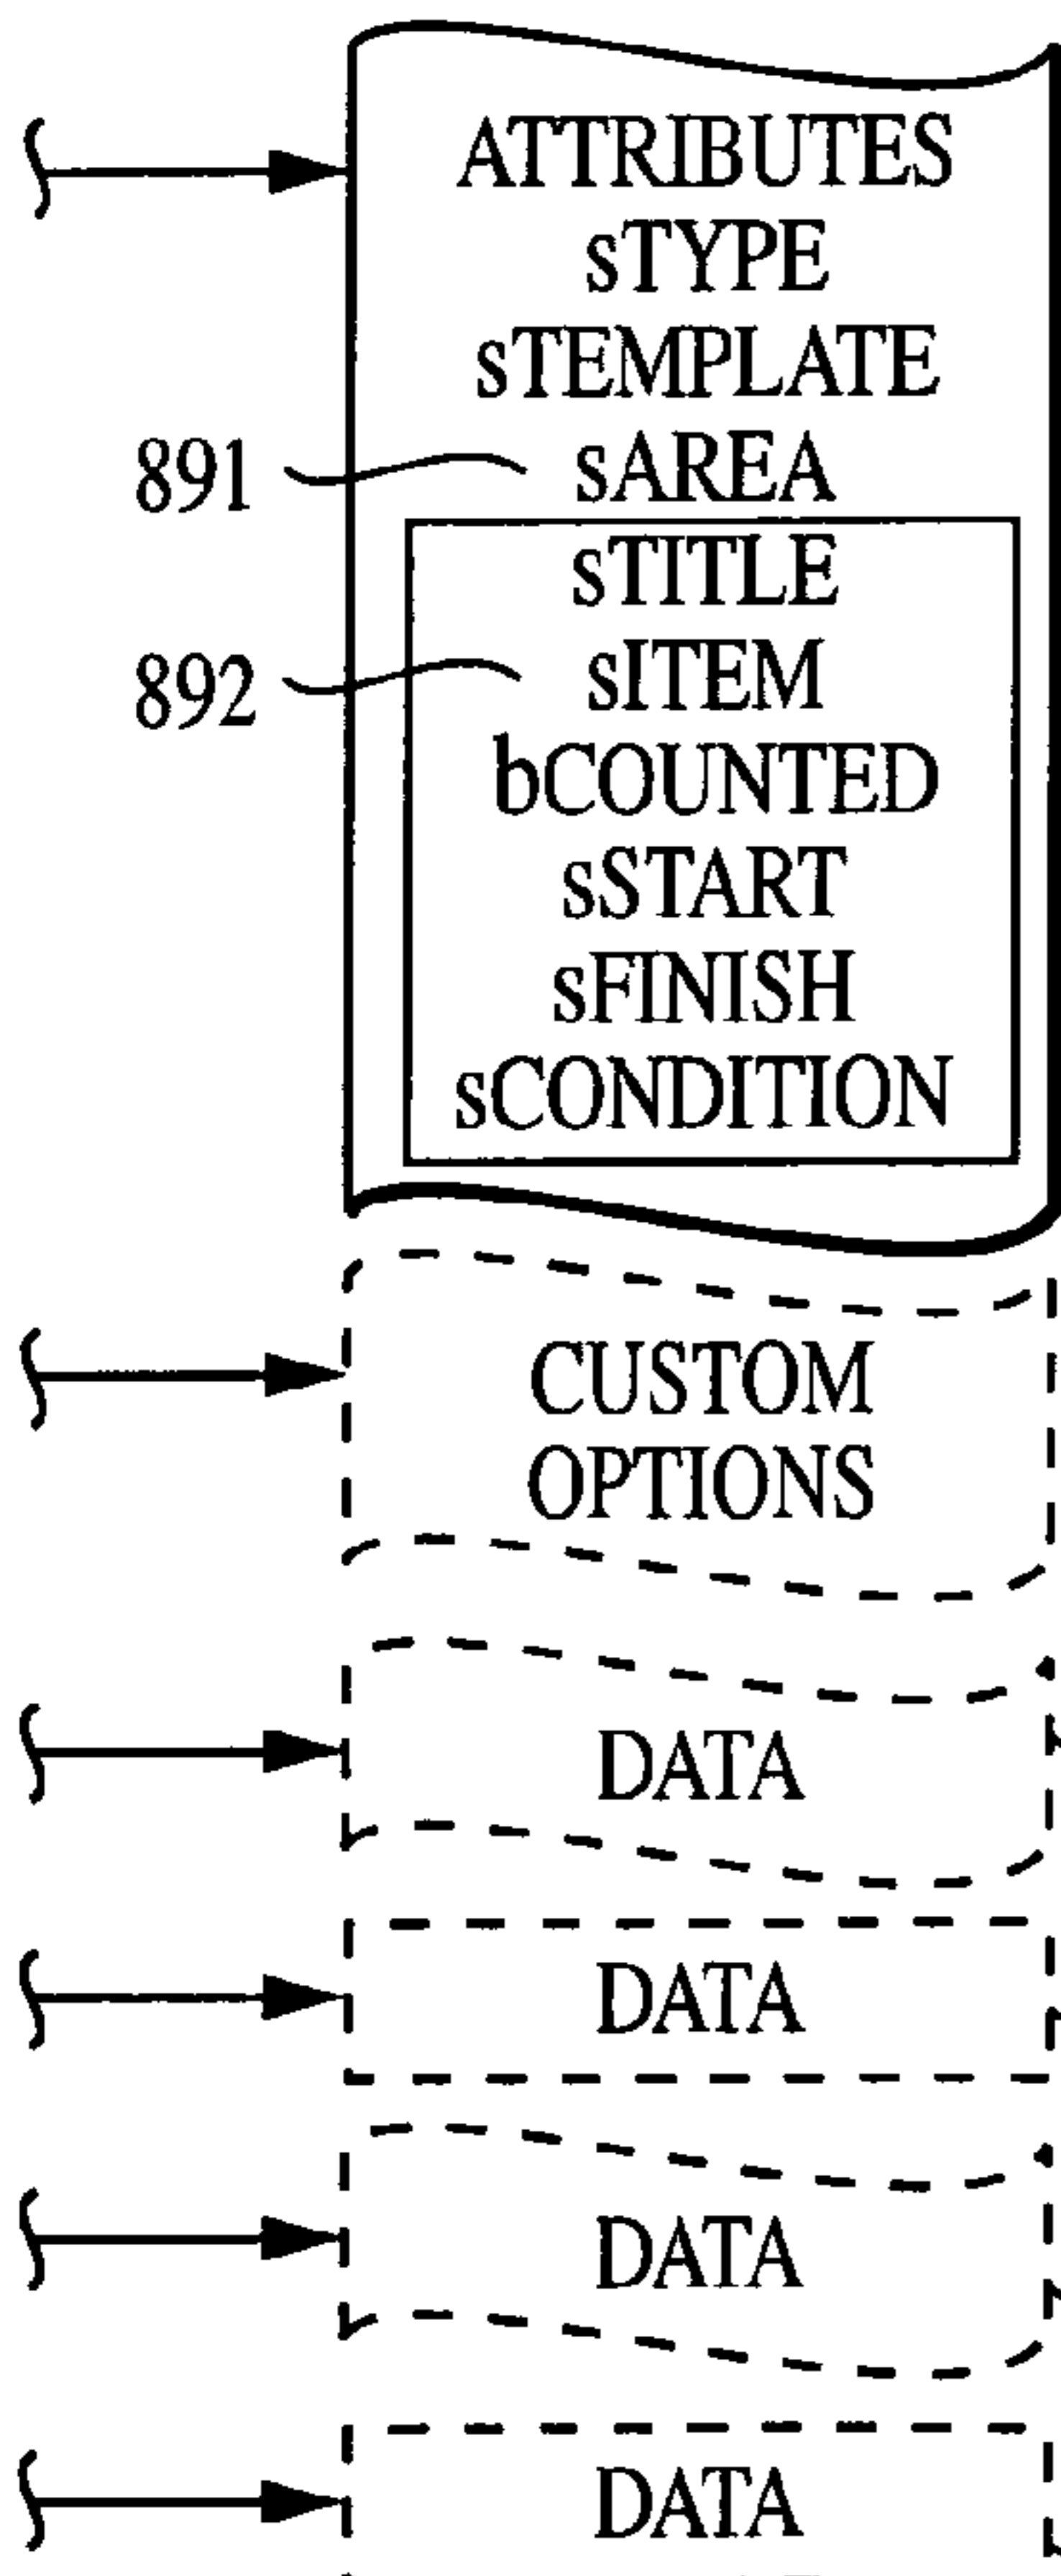 ATTRIBUTES
sTYPE
sTEMPLATE
891 sAREA
sTITLE
892 sITEM
bCOUNTED
sSTART
sFINISH
sCONDITION
CUSTOM
OPTIONS
DATA
DATA
DATA
DATA